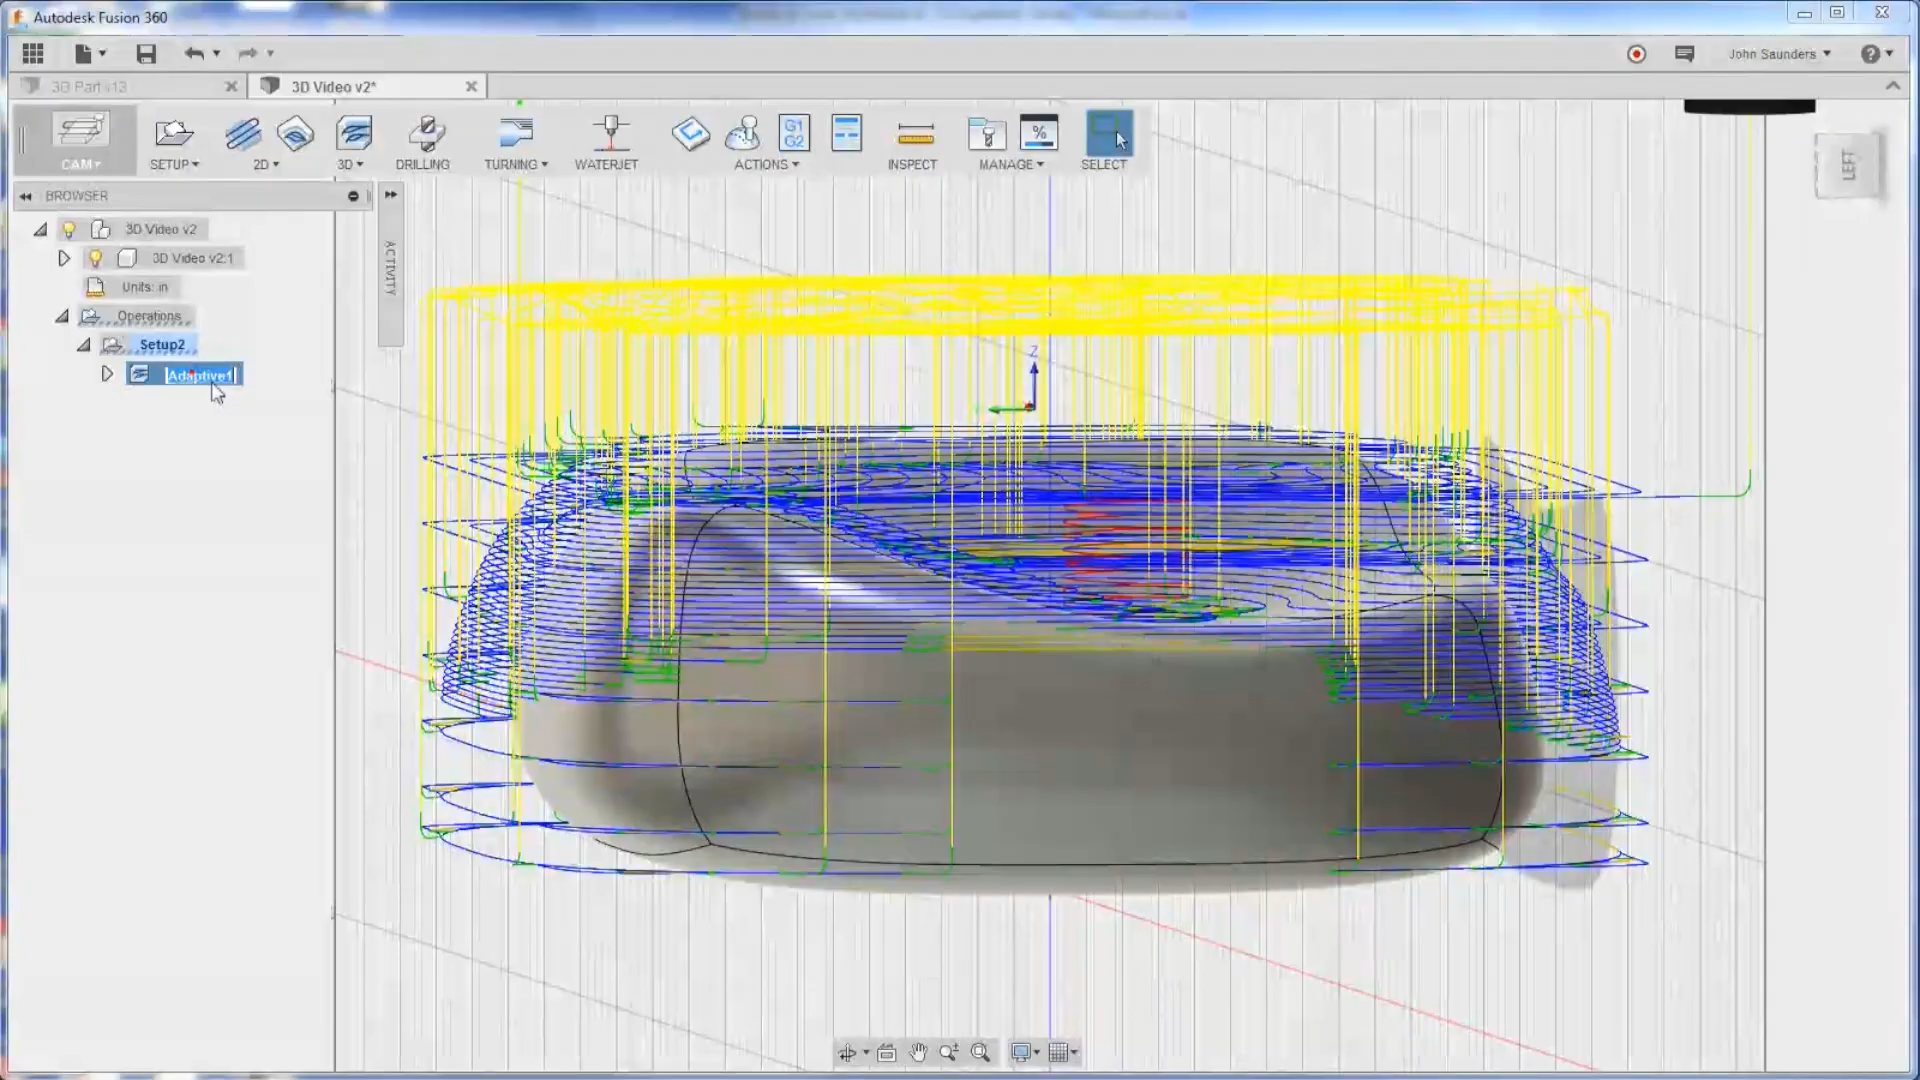 Autodesk Fusion 360
John Saunders
3D Part v13
3D Video v2*
G1
G2
%
CAM
SETUP
2D
3D
DRILLING
TURNING
WATERJET
ACTIONS
INSPECT
MANAGE
SELECT
LEFT
BROWSER
ACTIVITY
3D Video v2
3D Video v2:1
Units: in
Operations
Setup2
Adaptive1
Z